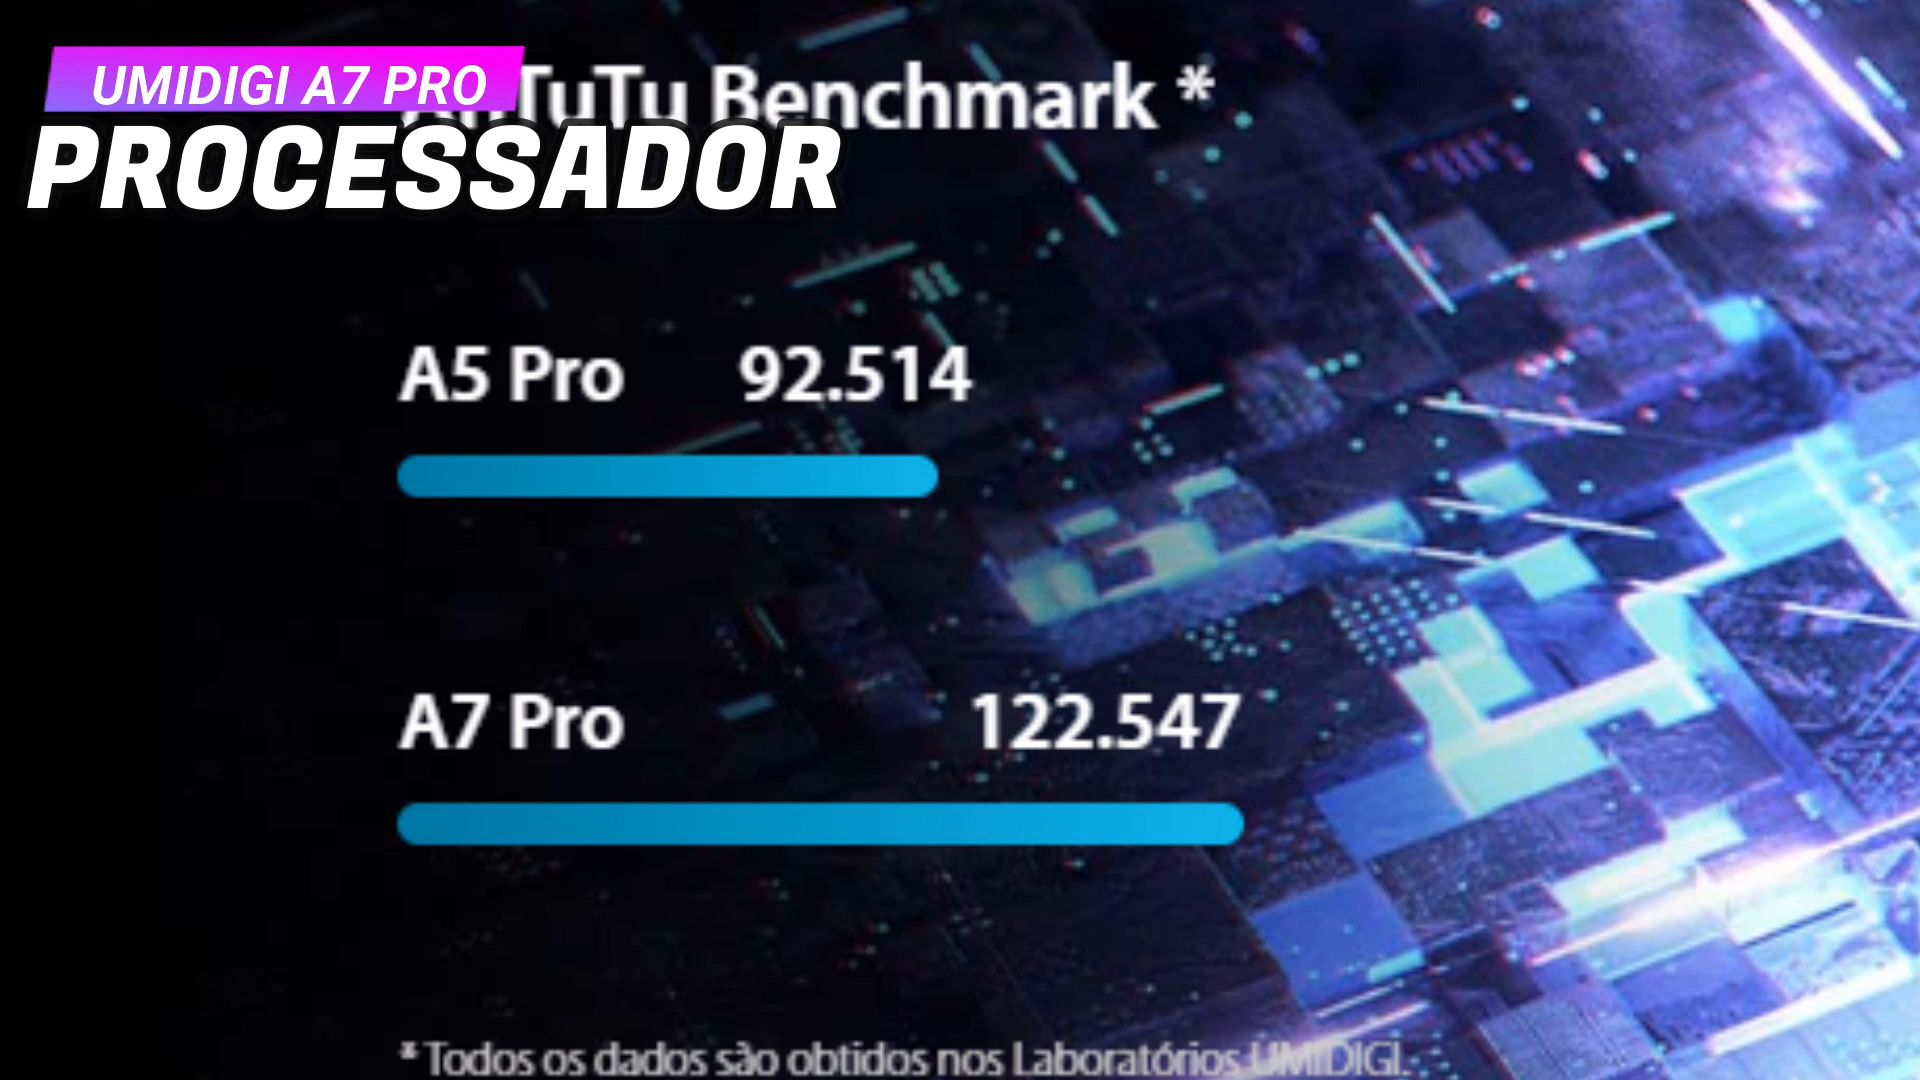 UMIDIGI A7 PRO
TuTu Benchmark *
PROCESSADOR
A5 Pro 92.514
A7 Pro 122.547
* Todos os dados são obtidos nos Laboratórios UMIDIGI.